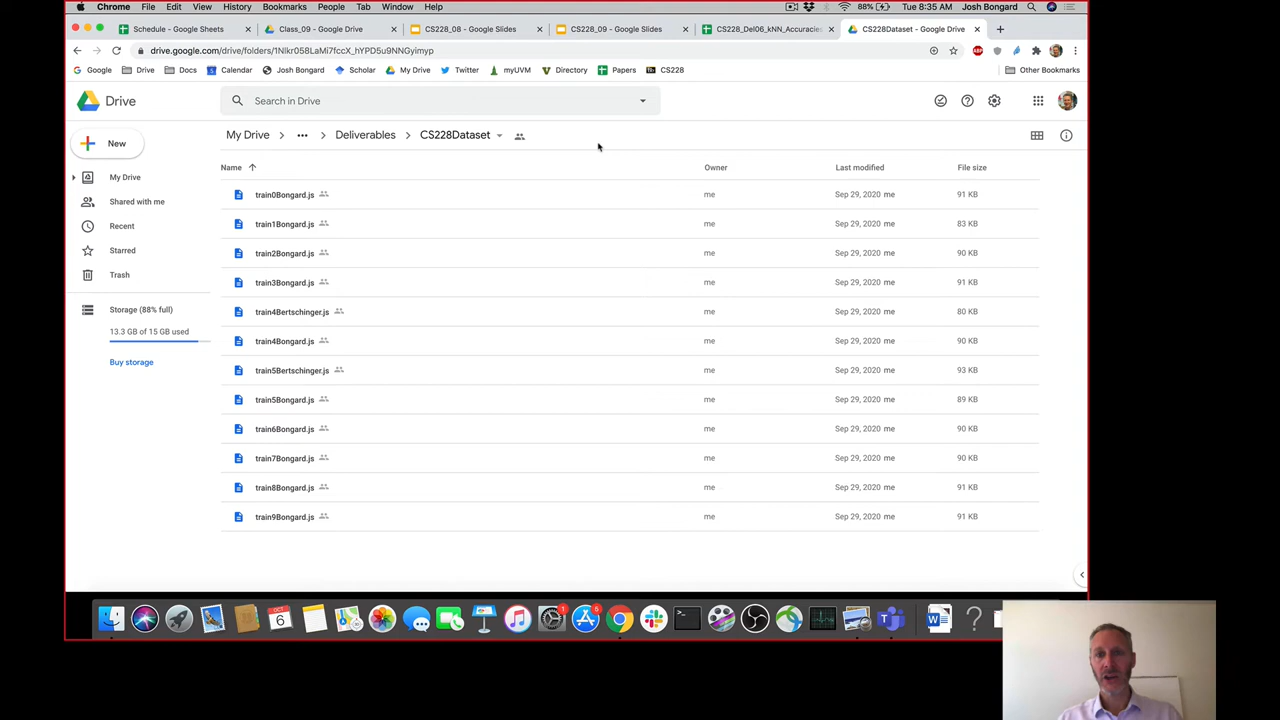 Chrome File Edit View History Bookmarks People Tab Window Help 88% Tue 8:35 AM Josh Bongard
Schedule - Google Sheets Class_09 - Google Drive CS228_08 - Google Slides CS228_09 - Google Slides CS228_Del06_kNN_Accuracies CS228Dataset - Google Drive
Google Drive Docs Calendar Josh Bongard Scholar My Drive Twitter myUVM Directory Papers CS228 Other Bookmarks
Drive Search in Drive
My Drive Deliverables CS228Dataset
New
Name Owner Last modified File size
My Drive
Shared with me
Recent
Starred
Trash
Storage (88% full)
13.3 GB of 15 GB used
Buy storage
train0Bongard.js me Sep 29, 2020 me 91 KB
train1Bongard.js me Sep 29, 2020 me 83 KB
train2Bongard.js me Sep 29, 2020 me 90 KB
train3Bongard.js me Sep 29, 2020 me 91 KB
train4Bertschinger.js me Sep 29, 2020 me 80 KB
train4Bongard.js me Sep 29, 2020 me 90 KB
train5Bertschinger.js me Sep 29, 2020 me 93 KB
train5Bongard.js me Sep 29, 2020 me 89 KB
train6Bongard.js me Sep 29, 2020 me 90 KB
train7Bongard.js me Sep 29, 2020 me 90 KB
train8Bongard.js me Sep 29, 2020 me 91 KB
train9Bongard.js me Sep 29, 2020 me 91 KB
OCT
6
1
6